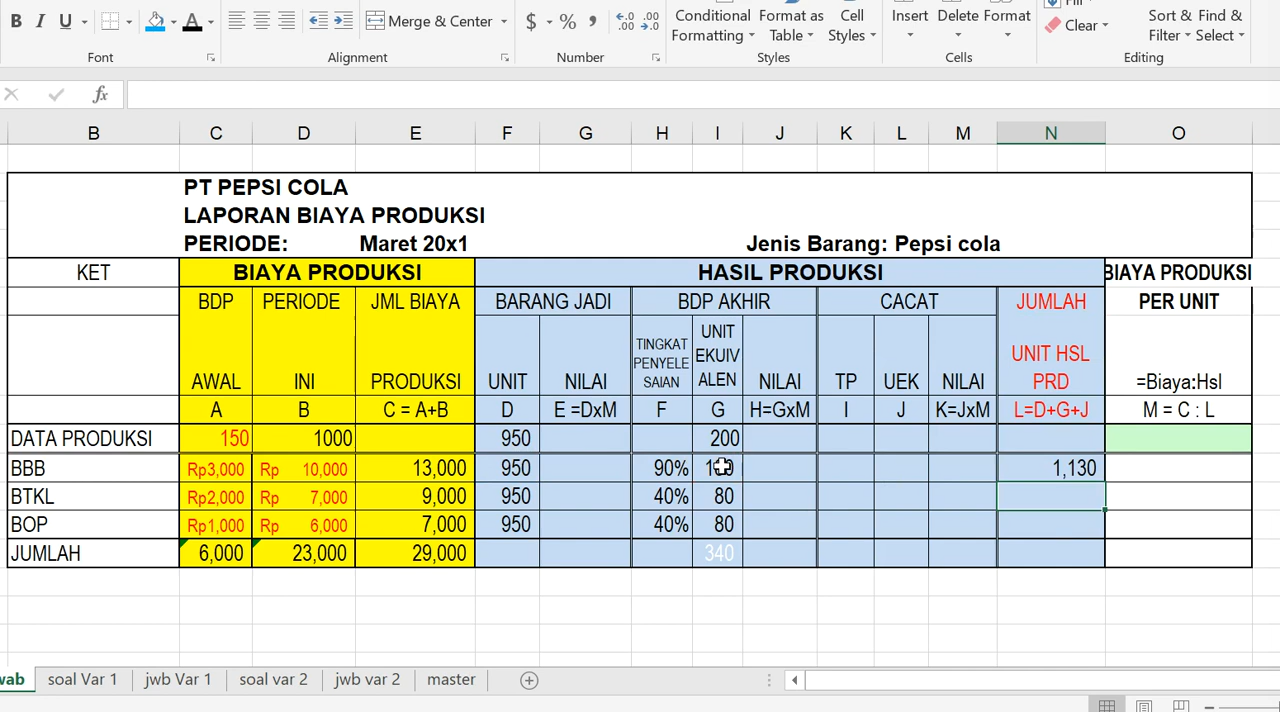 B I U A Merge & Center $ % , Conditional Format as Cell Insert Delete Format Clear Sort & Find &
Formatting Table Styles Filter Select
Font Alignment Number Styles Cells Editing
fx
B C D E F G H I J K L M N O
PT PEPSI COLA
LAPORAN BIAYA PRODUKSI
PERIODE: Maret 20x1 Jenis Barang: Pepsi cola
KET BIAYA PRODUKSI HASIL PRODUKSI BIAYA PRODUKSI
BDP PERIODE JML BIAYA BARANG JADI BDP AKHIR CACAT JUMLAH PER UNIT
UNIT
TINGKAT EKUIV UNIT HSL
PENYELE
AWAL INI PRODUKSI UNIT NILAI SAIAN ALEN NILAI TP UEK NILAI PRD =Biaya:Hsl
A B C = A+B D E =DxM F G H=GxM I J K=JxM L=D+G+J M = C : L
DATA PRODUKSI 150 1000 950 200
BBB Rp3,000 Rp 10,000 13,000 950 90% 1,130
BTKL Rp2,000 Rp 7,000 9,000 950 40% 80
BOP Rp1,000 Rp 6,000 7,000 950 40% 80
JUMLAH 6,000 23,000 29,000 340
wab soal Var 1 jwb Var 1 soal var 2 jwb var 2 master